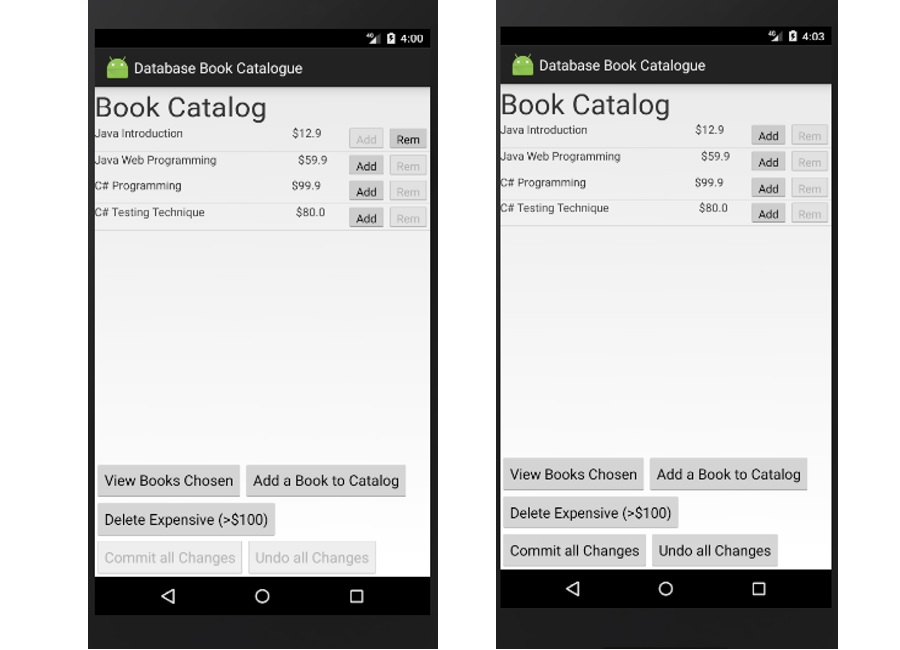 4G 4:00
Database Book Catalogue
Book Catalog
Java Introduction $12.9 Add Rem
Java Web Programming $59.9 Add Rem
C# Programming $99.9 Add Rem
C# Testing Technique $80.0 Add Rem
View Books Chosen Add a Book to Catalog
Delete Expensive (>$100)
Commit all Changes Undo all Changes
4G 4:03
Database Book Catalogue
Book Catalog
Java Introduction $12.9 Add Rem
Java Web Programming $59.9 Add Rem
C# Programming $99.9 Add Rem
C# Testing Technique $80.0 Add Rem
View Books Chosen Add a Book to Catalog
Delete Expensive (>$100)
Commit all Changes Undo all Changes